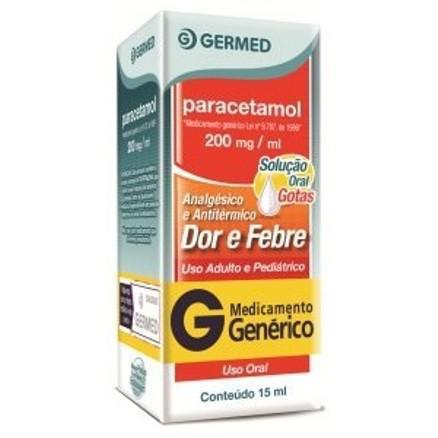 GERMED
paracetamol
"Medicamento genérico Lei nº 9.787, de 1999"
200 mg / ml
Solução
Oral
Gotas
Analgésico
e Antitérmico
Dor e Febre
Uso Adulto e Pediátrico
G Medicamento
Genérico
Uso Oral
Conteúdo 15 ml
paracetamol
200 mg / ml
GERMED